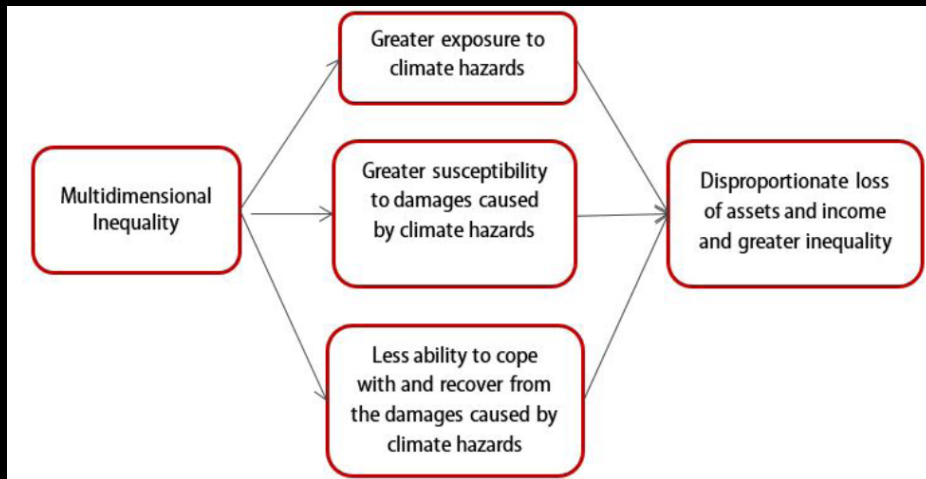 Multidimensional
Inequality
Greater exposure to
climate hazards
Greater susceptibility
to damages caused
by climate hazards
Less ability to cope
with and recover from
the damages caused by
climate hazards
Disproportionate loss
of assets and income
and greater inequality